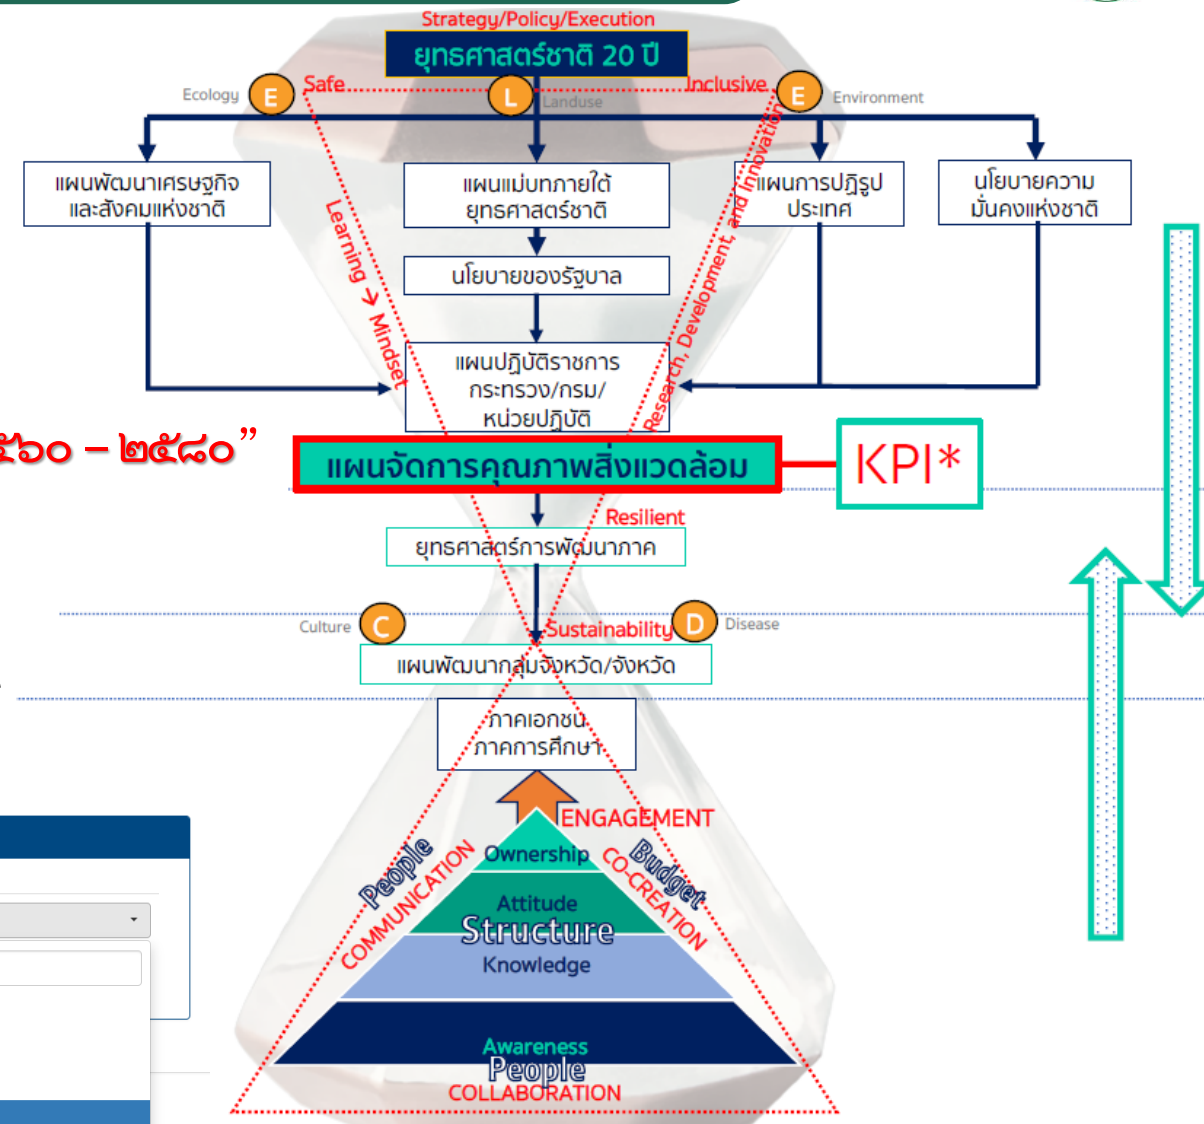 Strategy/Policy/Execution
ยุทธศาสตร์ชาติ 20 ปี
Ecology
E
Safe
L
Landuse
Inclusive
E
Environment
แผนพัฒนาเศรษฐกิจ
และสังคมแห่งชาติ
แผนแม่บทภายใต้
ยุทธศาสตร์ชาติ
แผนการปฏิรูป
ประเทศ
นโยบายความ
มั่นคงแห่งชาติ
Learning → Mindset
Research, Development, and Innovation
นโยบายของรัฐบาล
แผนปฏิบัติราชการ
กระทรวง/กรม/
หน่วยปฏิบัติ
๕๖๐ – ๒๕๘๐”
แผนจัดการคุณภาพสิ่งแวดล้อม
KPI*
Resilient
ยุทธศาสตร์การพัฒนาภาค
Culture
C
Sustainability
D
Disease
แผนพัฒนากลุ่มจังหวัด/จังหวัด
ภาคเอกชน
ภาคการศึกษา
ENGAGEMENT
People
COMMUNICATION
Ownership
Budget
CO-CREATION
Attitude
Structure
Knowledge
Awareness
People
COLLABORATION